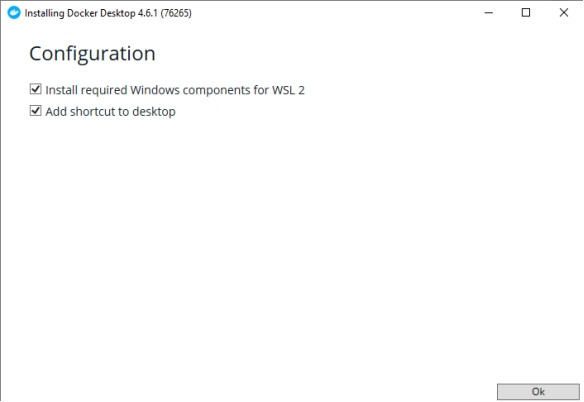 Installing Docker Desktop 4.6.1 (76265)
Configuration
Install required Windows components for WSL 2
Add shortcut to desktop
Ok